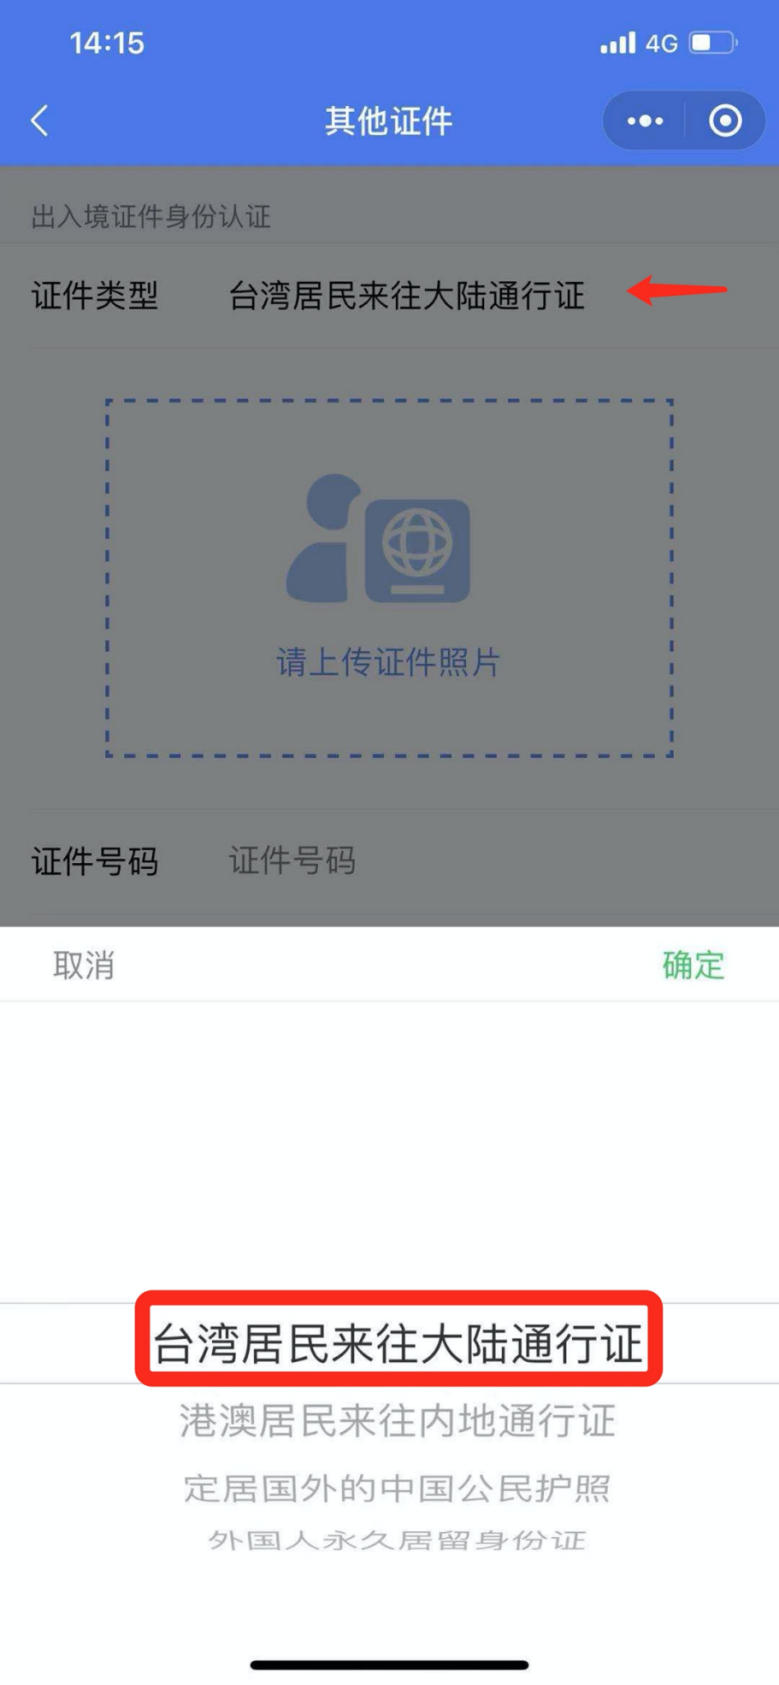 14:15 4G
其他证件
出入境证件身份认证
证件类型 台湾居民来往大陆通行证
请上传证件照片
证件号码 证件号码
取消 确定
台湾居民来往大陆通行证
港澳居民来往内地通行证
定居国外的中国公民护照
外国人永久居留身份证